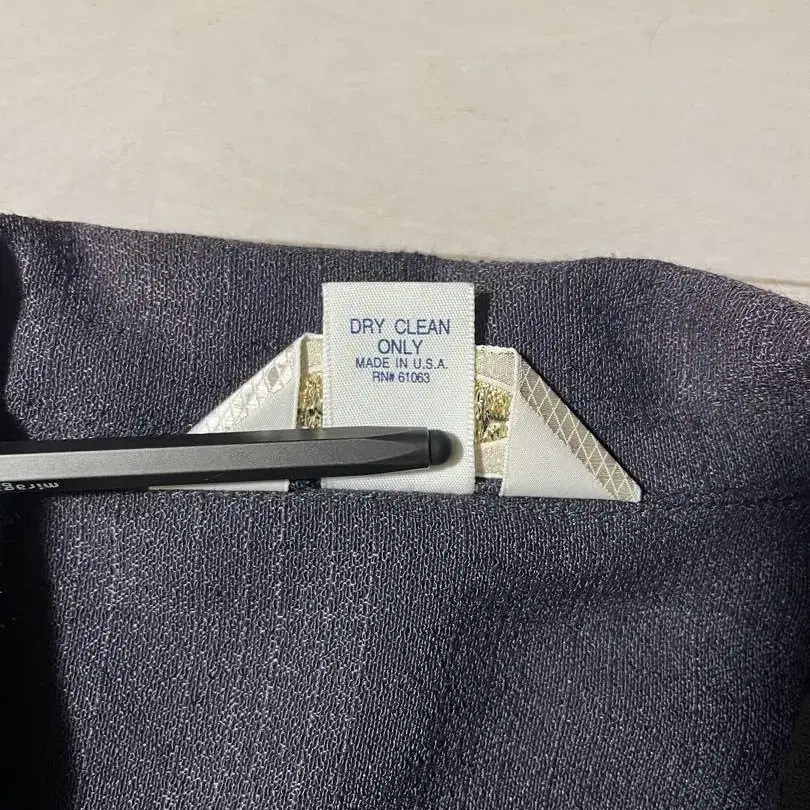 DRY CLEAN
ONLY
MADE IN U.S.A.
RN# 61063